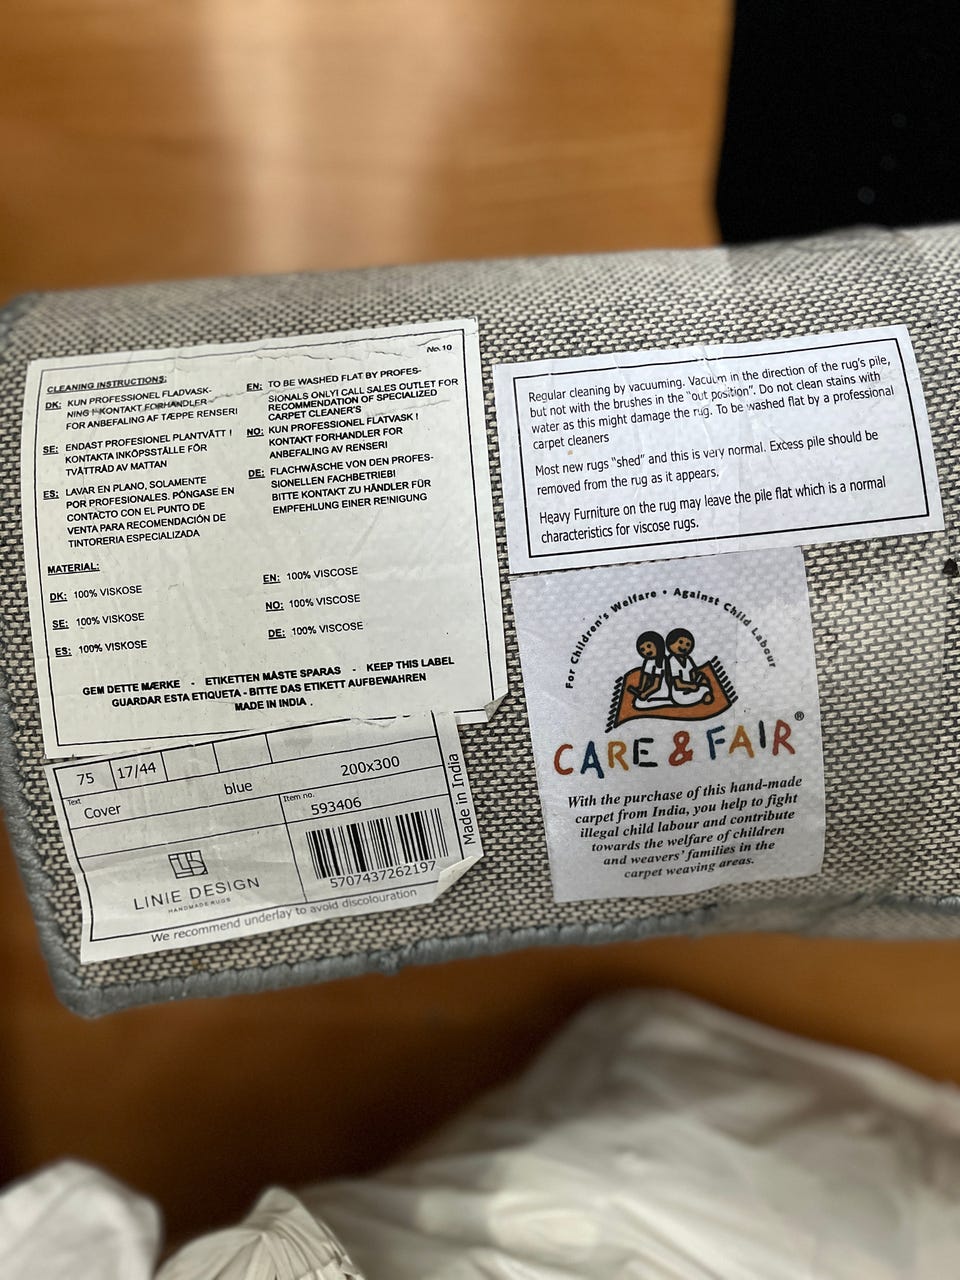 No. 10
CLEANING INSTRUCTIONS:
DK: KUN PROFESSIONEL FLADVASK-
NING ! KONTAKT FORHANDLER
FOR ANBEFALING AF TÆPPE RENSERI
SE: ENDAST PROFESIONEL PLANTVÄTT !
KONTAKTA INKÖPSSTÄLLE FÖR
TVÄTTRÅD AV MATTAN
ES: LAVAR EN PLANO, SOLAMENTE
POR PROFESIONALES. PÓNGASE EN
CONTACTO CON EL PUNTO DE
VENTA PARA RECOMENDACIÓN DE
TINTORERIA ESPECIALIZADA
EN: TO BE WASHED FLAT BY PROFES-
SIONALS ONLY! CALL SALES OUTLET FOR
RECOMMENDATION OF SPECIALIZED
CARPET CLEANER'S
NO: KUN PROFESSIONEL FLATVASK !
KONTAKT FORHANDLER FOR
ANBEFALING AV RENSERI
DE: FLACHWÄSCHE VON DEN PROFES-
SIONELLEN FACHBETRIEB!
BITTE KONTAKT ZU HÄNDLER FÜR
EMPFEHLUNG EINER REINIGUNG
MATERIAL:
DK: 100% VISKOSE
SE: 100% VISKOSE
ES: 100% VISKOSE
EN: 100% VISCOSE
NO: 100% VISCOSE
DE: 100% VISCOSE
GEM DETTE MÆRKE - ETIKETTEN MÅSTE SPARAS - KEEP THIS LABEL
GUARDAR ESTA ETIQUETA - BITTE DAS ETIKETT AUFBEWAHREN
MADE IN INDIA .
75 17/44
Text
Cover blue 200x300
Item no.
593406
5707437262197
LINIE DESIGN
HANDMADE RUGS
We recommend underlay to avoid discolouration
Made in India
Regular cleaning by vacuuming. Vacuum in the direction of the rug's pile,
but not with the brushes in the "out position". Do not clean stains with
water as this might damage the rug. To be washed flat by a professional
carpet cleaners
Most new rugs "shed" and this is very normal. Excess pile should be
removed from the rug as it appears.
Heavy Furniture on the rug may leave the pile flat which is a normal
characteristics for viscose rugs.
For Children's Welfare • Against Child Labour
CARE & FAIR®
With the purchase of this hand-made
carpet from India, you help to fight
illegal child labour and contribute
towards the welfare of children
and weavers' families in the
carpet weaving areas.